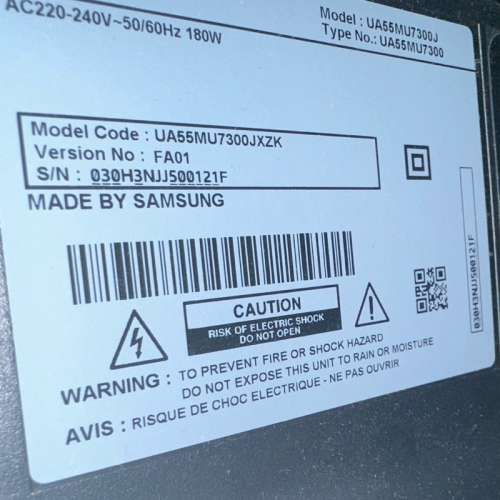 AC220-240V~50/60Hz 180W
Model : UA55MU7300J
Type No.: UA55MU7300
Model Code : UA55MU7300JXZK
Version No : FA01
S/N : 030H3NJJ500121F
MADE BY SAMSUNG
CAUTION
RISK OF ELECTRIC SHOCK
DO NOT OPEN
WARNING : TO PREVENT FIRE OR SHOCK HAZARD
DO NOT EXPOSE THIS UNIT TO RAIN OR MOISTURE
AVIS : RISQUE DE CHOC ELECTRIQUE - NE PAS OUVRIR
030H3NJJ500121F